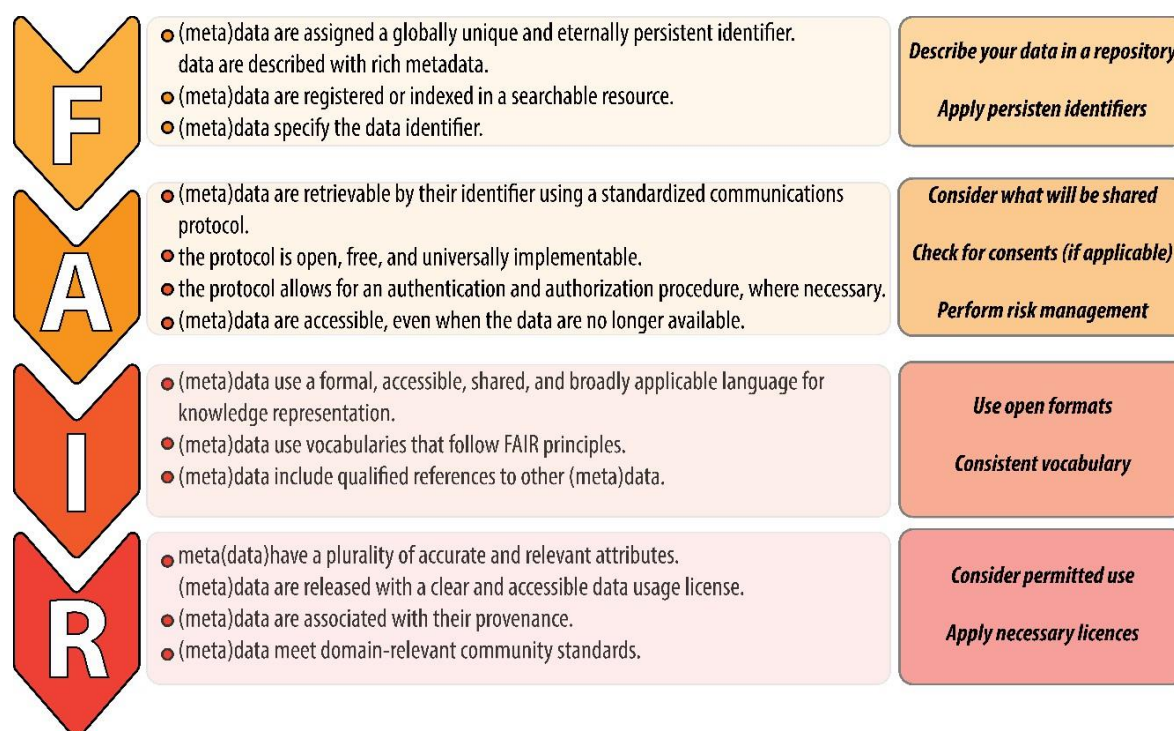 F
(meta)data are assigned a globally unique and eternally persistent identifier.
data are described with rich metadata.
(meta)data are registered or indexed in a searchable resource.
(meta)data specify the data identifier.
Describe your data in a repository
Apply persisten identifiers
A
(meta)data are retrievable by their identifier using a standardized communications
protocol.
the protocol is open, free, and universally implementable.
the protocol allows for an authentication and authorization procedure, where necessary.
(meta)data are accessible, even when the data are no longer available.
Consider what will be shared
Check for consents (if applicable)
Perform risk management
I
(meta)data use a formal, accessible, shared, and broadly applicable language for
knowledge representation.
(meta)data use vocabularies that follow FAIR principles.
(meta)data include qualified references to other (meta)data.
Use open formats
Consistent vocabulary
R
meta(data)have a plurality of accurate and relevant attributes.
(meta)data are released with a clear and accessible data usage license.
(meta)data are associated with their provenance.
(meta)data meet domain-relevant community standards.
Consider permitted use
Apply necessary licences